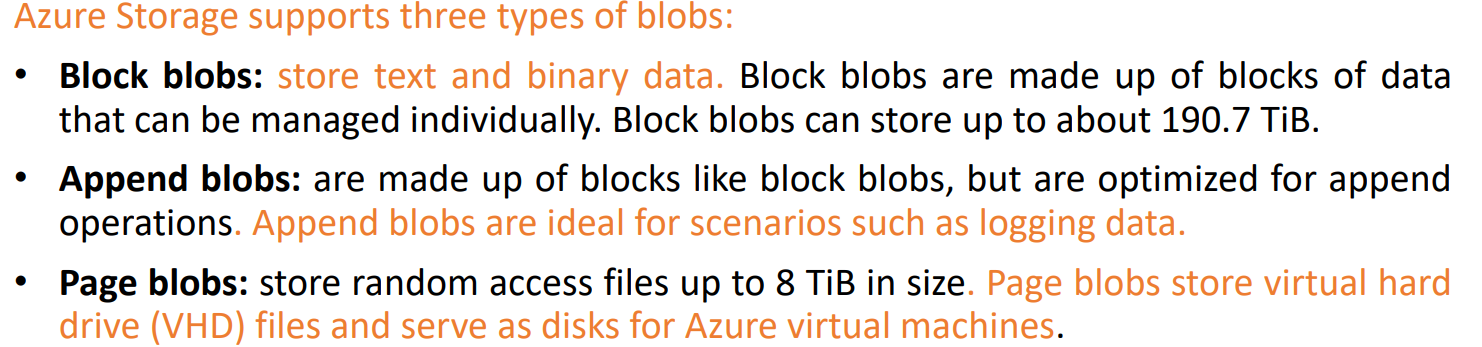 Azure Storage supports three types of blobs:
• Block blobs: store text and binary data. Block blobs are made up of blocks of data
that can be managed individually. Block blobs can store up to about 190.7 TiB.
• Append blobs: are made up of blocks like block blobs, but are optimized for append
operations. Append blobs are ideal for scenarios such as logging data.
• Page blobs: store random access files up to 8 TiB in size. Page blobs store virtual hard
drive (VHD) files and serve as disks for Azure virtual machines.